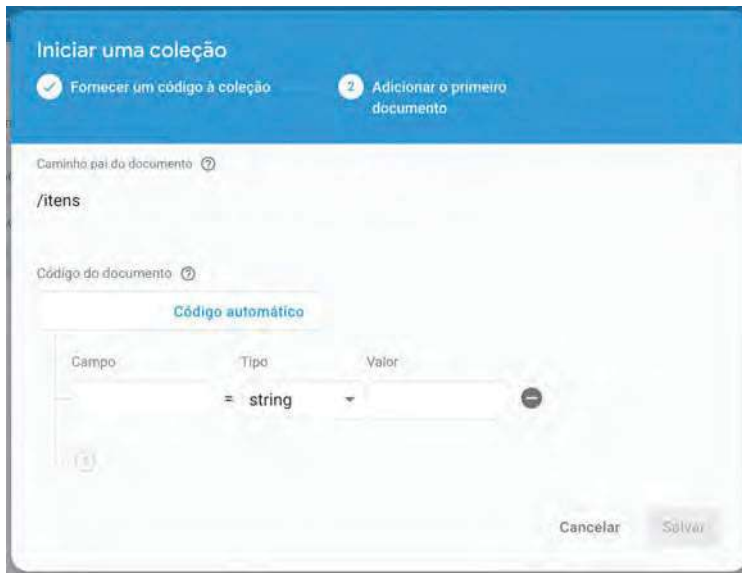 Iniciar uma coleção
Fornecer um código à coleção
2 Adicionar o primeiro
documento
Caminho pai do documento
/itens
Código do documento
Código automático
Campo Tipo Valor
= string
Cancelar Salvar